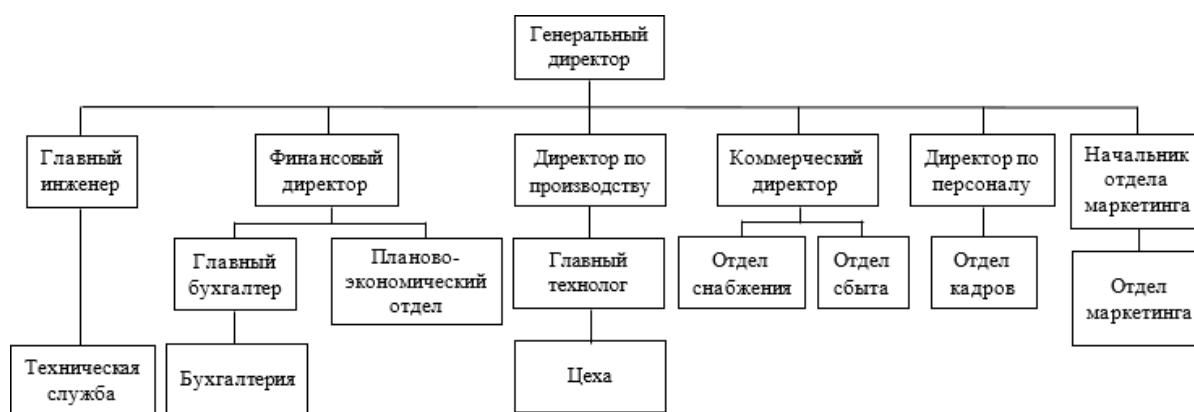 Генеральный
директор
Главный
инженер
Финансовый
директор
Директор по
производству
Коммерческий
директор
Директор по
персоналу
Начальник
отдела
маркетинга
Главный
бухгалтер
Планово-
экономический
отдел
Главный
технолог
Отдел
снабжения
Отдел
сбыта
Отдел
кадров
Отдел
маркетинга
Техническая
служба
Бухгалтерия
Цеха